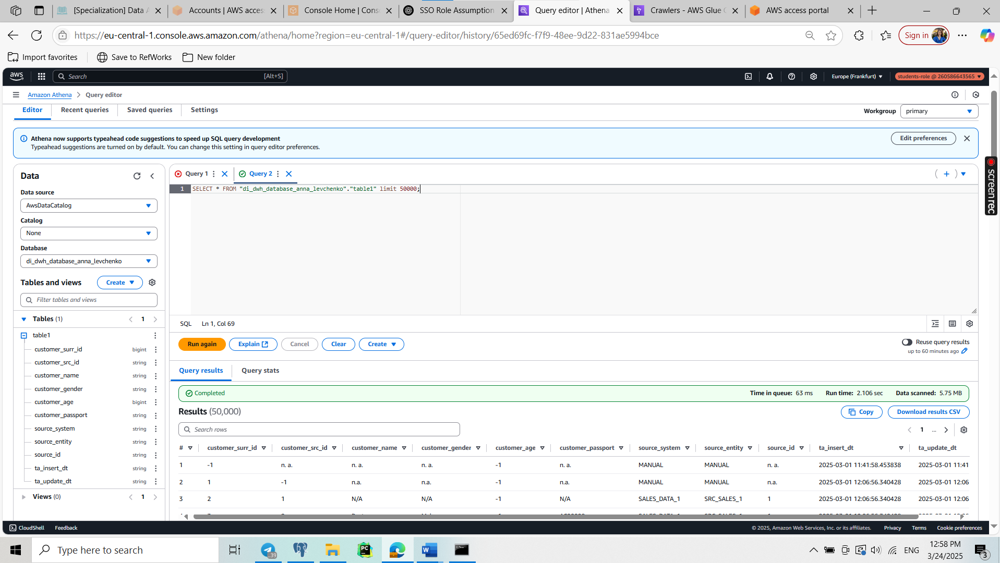 [Specialization] Data A
Accounts | AWS access
Console Home | Conso
SSO Role Assumption
Query editor | Athena
Crawlers - AWS Glue C
AWS access portal
https://eu-central-1.console.aws.amazon.com/athena/home?region=eu-central-1#/query-editor/history/65ed69fc-f7f9-48ee-9d22-831ae5994bce
Sign in
Import favorites
Save to RefWorks
New folder
aws
Search
[Alt+S]
Europe (Frankfurt)
students-role @ 260586643565
Amazon Athena > Query editor
Editor
Recent queries
Saved queries
Settings
Workgroup
primary
Athena now supports typeahead code suggestions to speed up SQL query development
Typeahead suggestions are turned on by default. You can change this setting in query editor preferences.
Edit preferences
screenrec
Data
Data source
AwsDataCatalog
Catalog
None
Database
di_dwh_database_anna_levchenko
Tables and views
Create
Filter tables and views
Tables (1)
1
table1
customer_surr_id bigint
customer_src_id string
customer_name string
customer_gender string
customer_age bigint
customer_passport string
source_system string
source_entity string
source_id string
ta_insert_dt string
ta_update_dt string
Views (0)
1
Query 1
Query 2
1 SELECT * FROM "di_dwh_database_anna_levchenko"."table1" limit 50000;
SQL Ln 1, Col 69
Run again
Explain
Cancel
Clear
Create
Reuse query results
up to 60 minutes ago
Query results
Query stats
Completed
Time in queue: 63 ms
Run time: 2.106 sec
Data scanned: 5.75 MB
Results (50,000)
Copy
Download results CSV
Search rows
1 ...
# customer_surr_id customer_src_id customer_name customer_gender customer_age customer_passport source_system source_entity source_id ta_insert_dt ta_update_dt
1 -1 n. a. n. a. n. a. -1 n. a. MANUAL MANUAL n. a. 2025-03-01 11:41:58.453838 2025-03-01 11:41
2 1 -1 n.a. n.a. -1 n.a. MANUAL MANUAL n.a. 2025-03-01 12:06:56.340428 2025-03-01 12:06
3 2 1 N/A N/A -1 N/A SALES_DATA_1 SRC_SALES_1 1 2025-03-01 12:06:56.340428 2025-03-01 12:06
CloudShell
Feedback
© 2025, Amazon Web Services, Inc. or its affiliates.
Privacy
Terms
Cookie preferences
Type here to search
39
PC
W
ENG
12:58 PM
3/24/2025
3